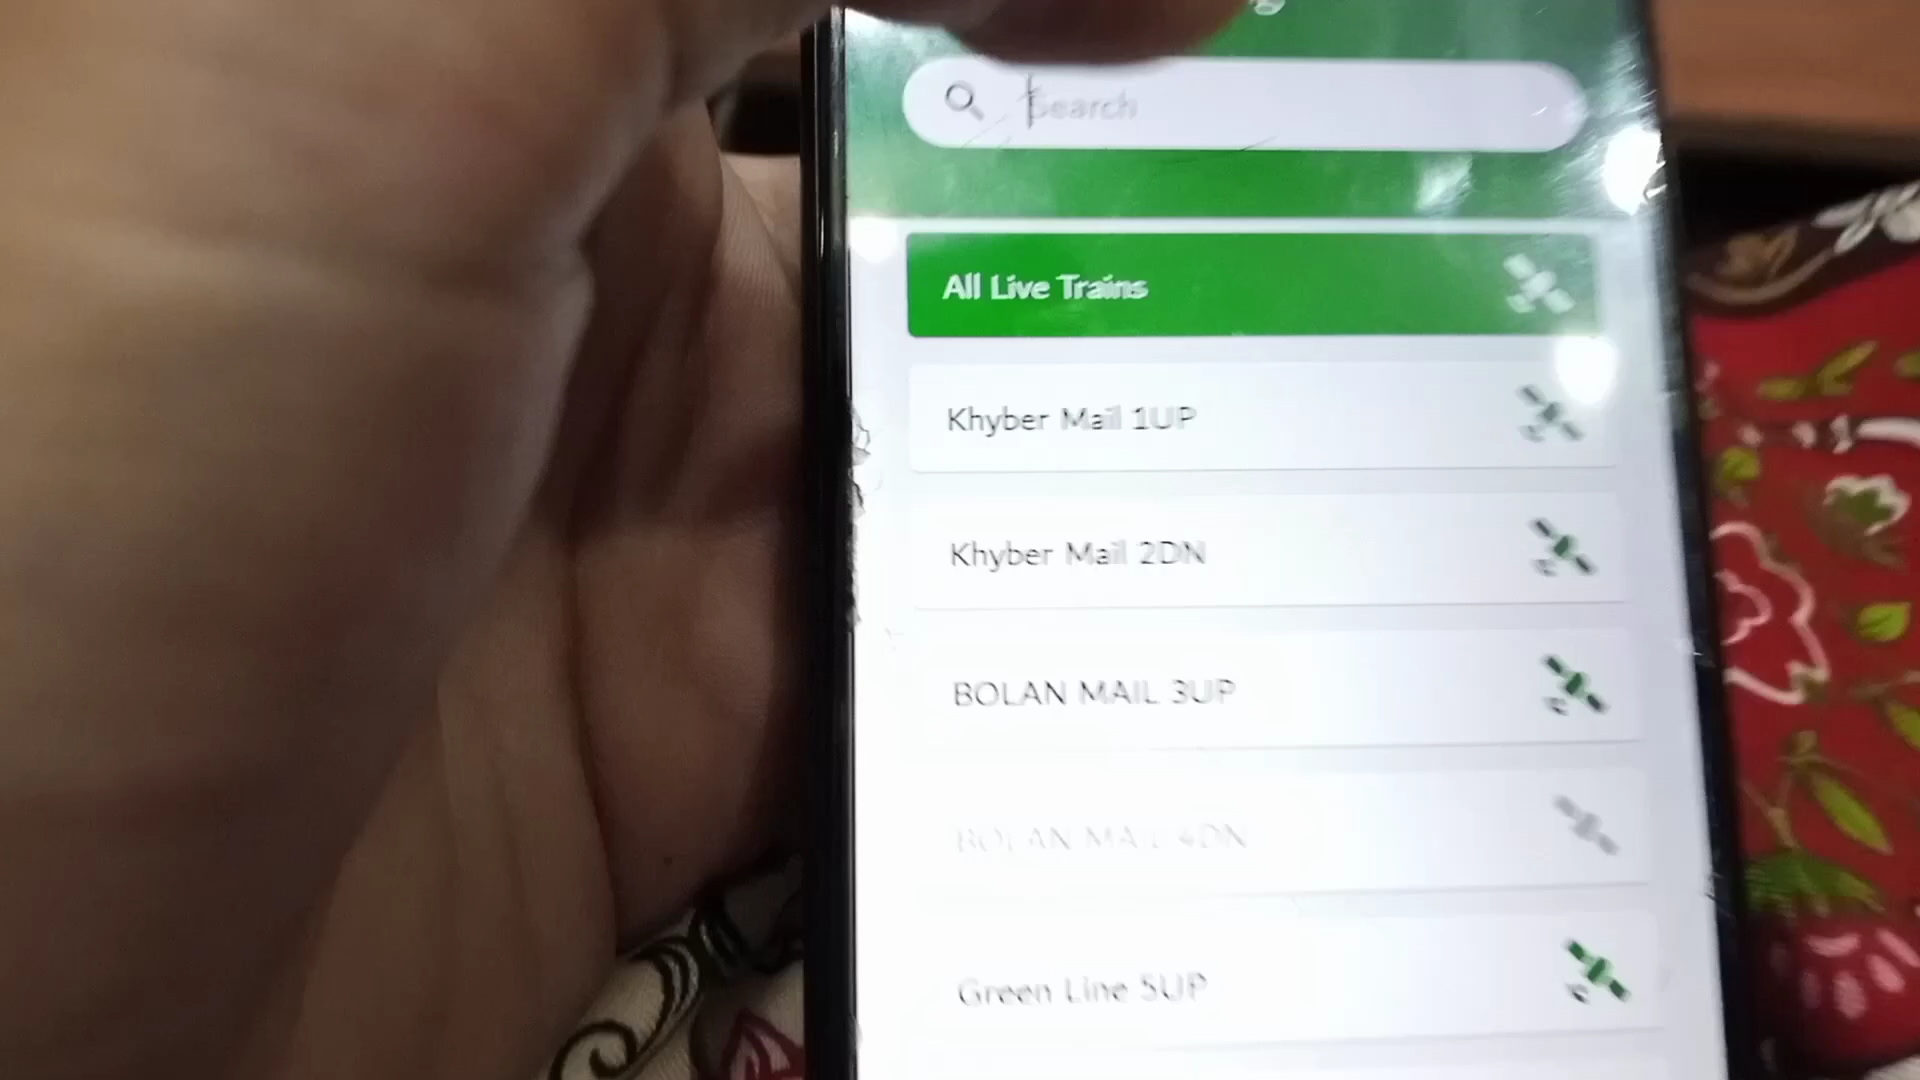 Search
All Live Trains
Khyber Mail 1UP
Khyber Mail 2DN
BOLAN MAIL 3UP
BOLAN MAIL 4DN
Green Line 5UP